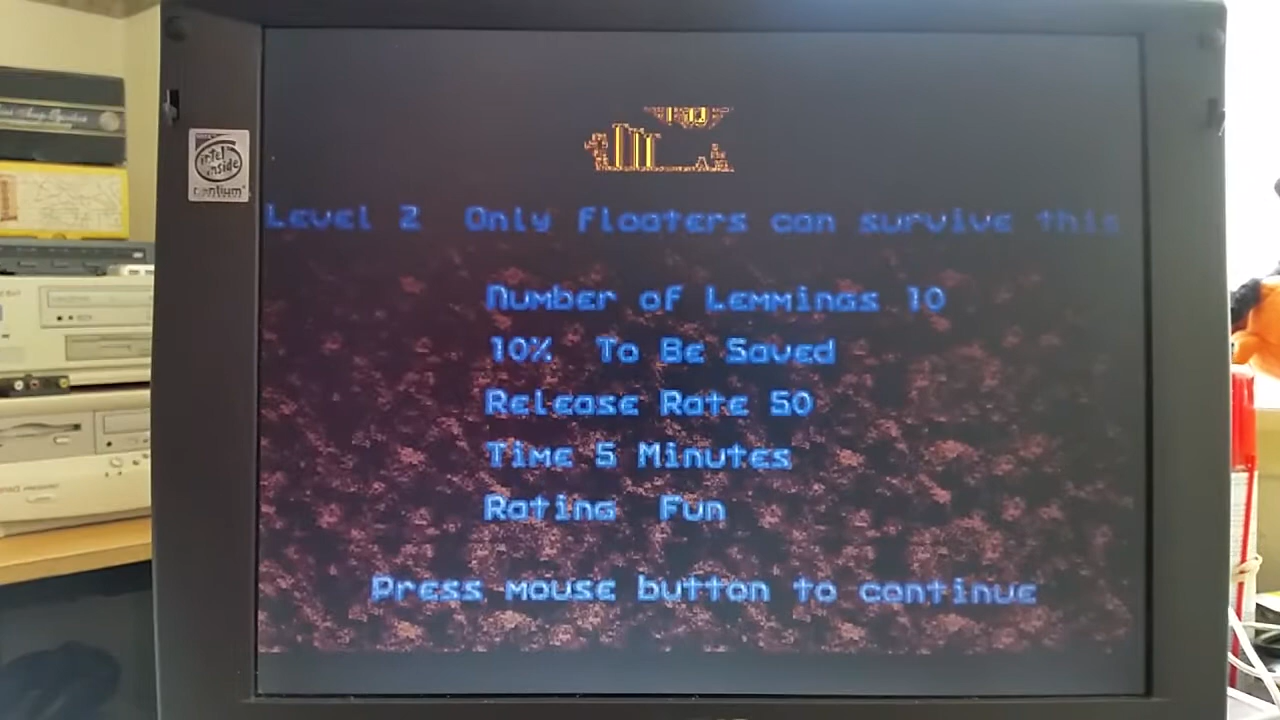 intel
inside
pentium
Level 2 Only floaters can survive this
Number of Lemmings 10
10% To Be Saved
Release Rate 50
Time 5 Minutes
Rating Fun
Press mouse button to continue